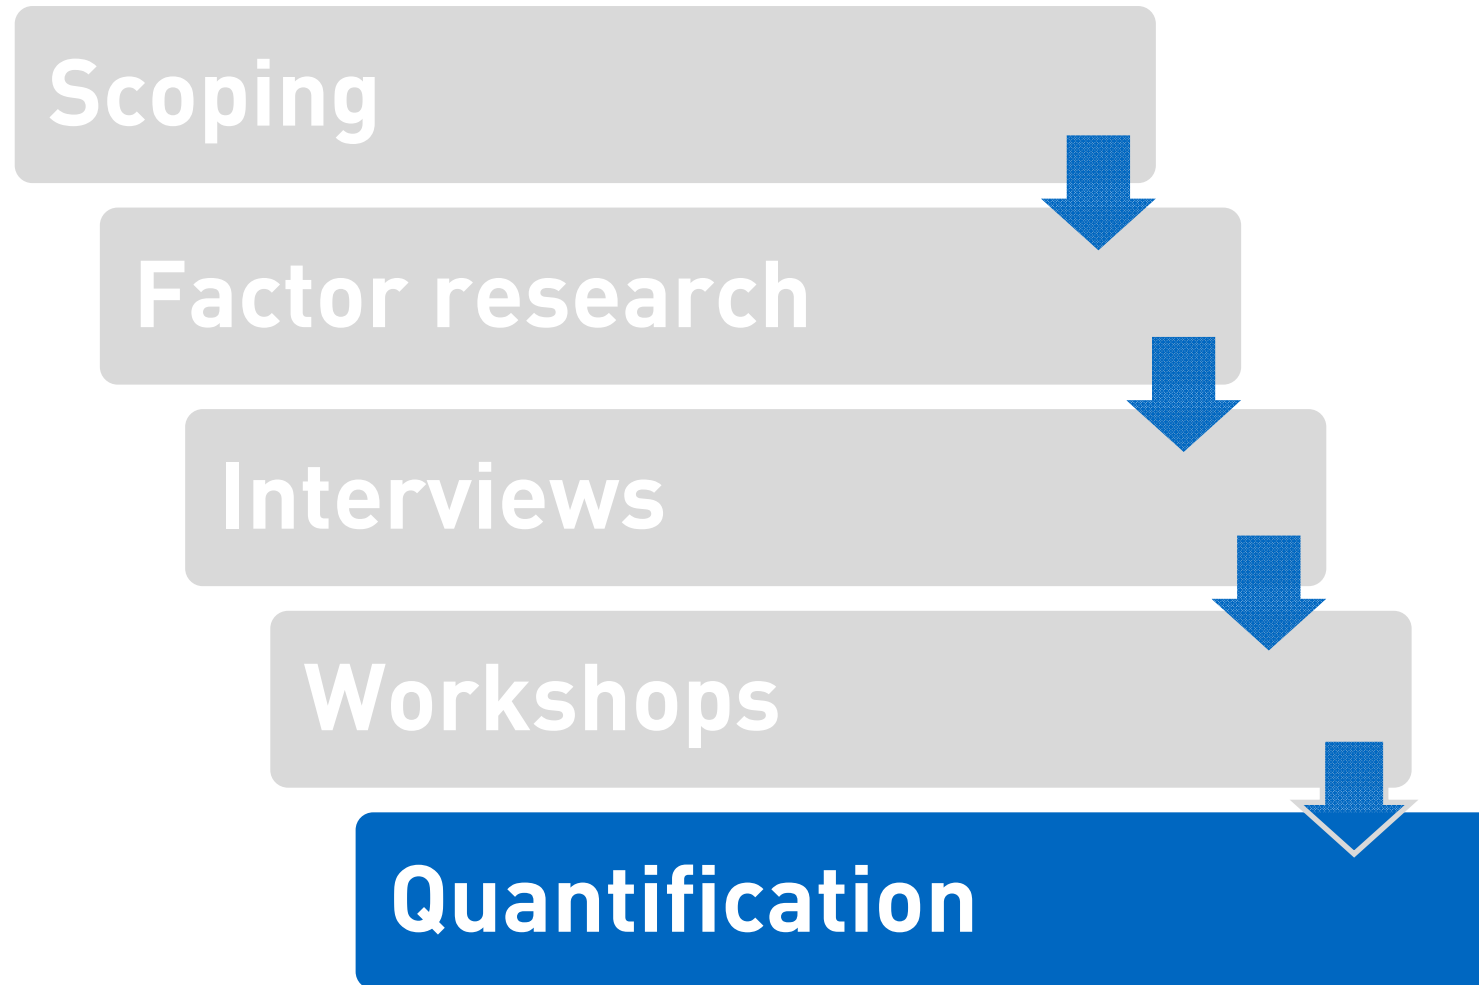 Scoping
Factor research
Interviews
Workshops
Quantification